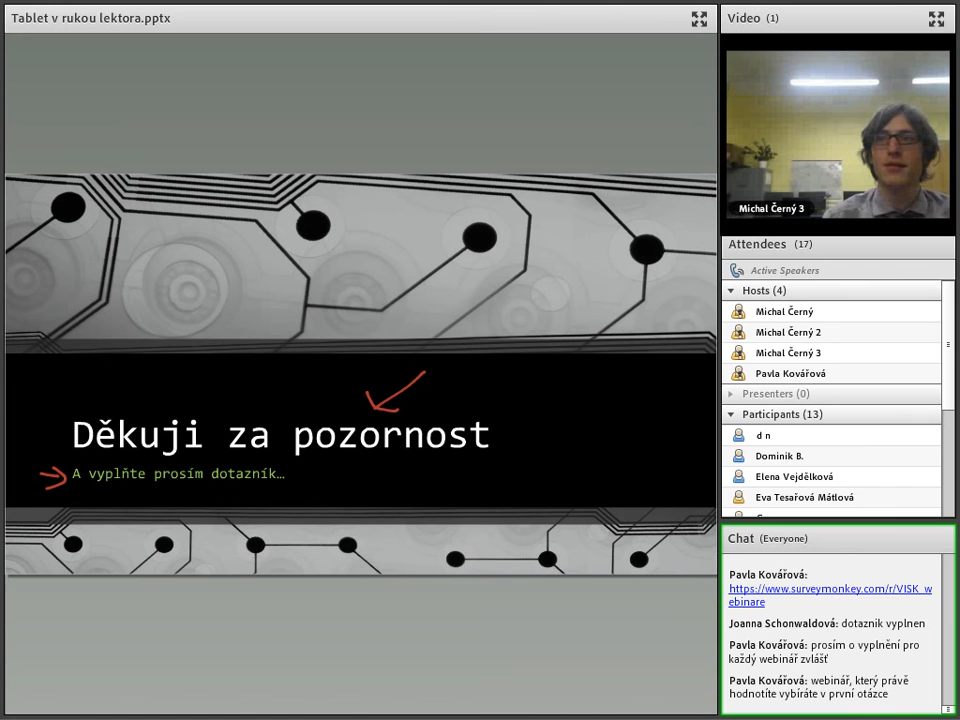 Tablet v rukou lektora.pptx
Děkuji za pozornost
A vyplňte prosím dotazník…
Video (1)
Michal Černý 3
Attendees (17)
Active Speakers
Hosts (4)
Michal Černý
Michal Černý 2
Michal Černý 3
Pavla Kovářová
Presenters (0)
Participants (13)
d n
Dominik B.
Elena Vejdělková
Eva Tesařová Mátlová
Chat (Everyone)
Pavla Kovářová:
https://www.surveymonkey.com/r/VISK_w
ebinare
Joanna Schonwaldová: dotaznik vyplnen
Pavla Kovářová: prosím o vyplnění pro
každý webinář zvlášť
Pavla Kovářová: webinář, který právě
hodnotíte vybíráte v první otázce